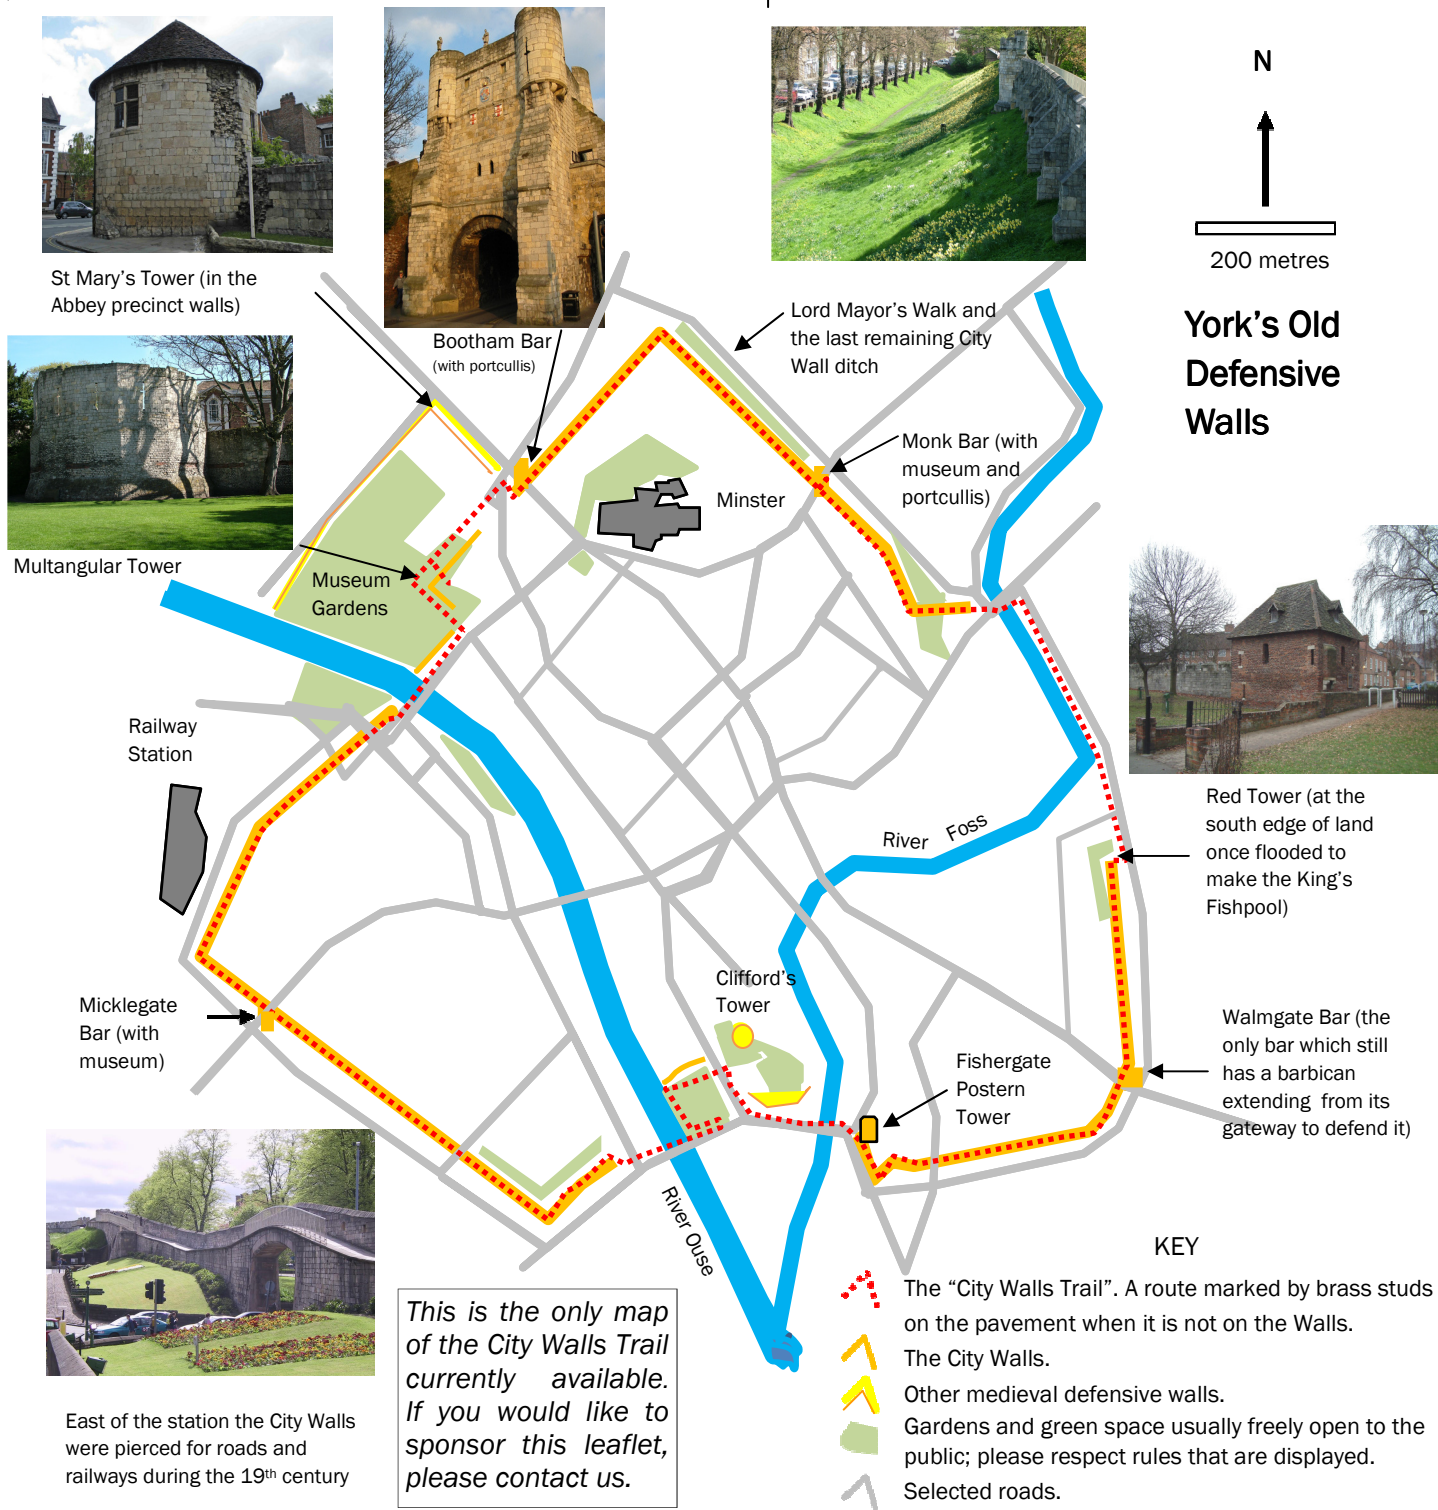 St Mary's Tower (in the
Abbey precinct walls)
Bootham Bar
(with portcullis)
Multangular Tower
Lord Mayor's Walk and
the last remaining City
Wall ditch
N
200 metres
York's Old
Defensive
Walls
Monk Bar (with
museum and
portcullis)
Minster
Museum
Gardens
Railway
Station
River Foss
Red Tower (at the
south edge of land
once flooded to
make the King's
Fishpool)
Micklegate
Bar (with
museum)
Clifford's
Tower
Fishergate
Postern
Tower
Walmgate Bar (the
only bar which still
has a barbican
extending from its
gateway to defend it)
River Ouse
East of the station the City Walls
were pierced for roads and
railways during the 19th century
This is the only map
of the City Walls Trail
currently available.
If you would like to
sponsor this leaflet,
please contact us.
KEY
The “City Walls Trail”. A route marked by brass studs
on the pavement when it is not on the Walls.
The City Walls.
Other medieval defensive walls.
Gardens and green space usually freely open to the
public; please respect rules that are displayed.
Selected roads.